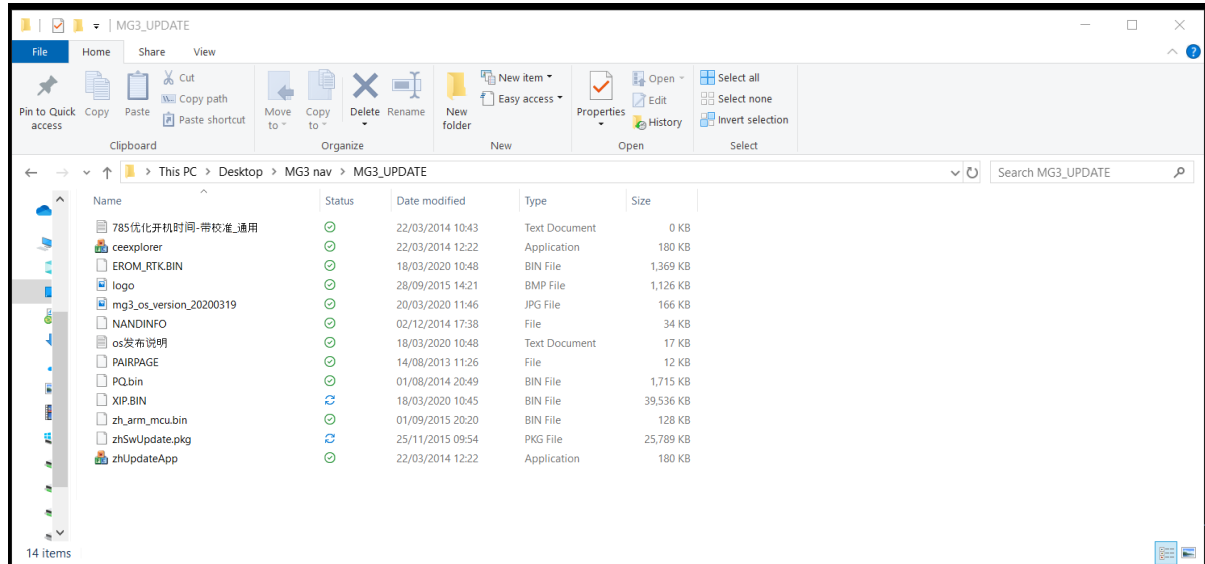 MG3_UPDATE
File Home Share View
Pin to Quick access
Copy
Paste
Cut
Copy path
Paste shortcut
Move to
Copy to
Delete
Rename
New folder
New item
Easy access
Properties
Open
Edit
History
Select all
Select none
Invert selection
Clipboard Organize New Open Select
This PC > Desktop > MG3 nav > MG3_UPDATE
Search MG3_UPDATE
Name Status Date modified Type Size
785优化开机时间-带校准_通用 22/03/2014 10:43 Text Document 0 KB
ceexplorer 22/03/2014 12:22 Application 180 KB
EROM_RTK.BIN 18/03/2020 10:48 BIN File 1,369 KB
logo 28/09/2015 14:21 BMP File 1,126 KB
mg3_os_version_20200319 20/03/2020 11:46 JPG File 166 KB
NANDINFO 02/12/2014 17:38 File 34 KB
os发布说明 18/03/2020 10:48 Text Document 17 KB
PAIRPAGE 14/08/2013 11:26 File 12 KB
PQ.bin 01/08/2014 20:49 BIN File 1,715 KB
XIP.BIN 18/03/2020 10:45 BIN File 39,536 KB
zh_arm_mcu.bin 01/09/2015 20:20 BIN File 128 KB
zhSwUpdate.pkg 25/11/2015 09:54 PKG File 25,789 KB
zhUpdateApp 22/03/2014 12:22 Application 180 KB
14 items